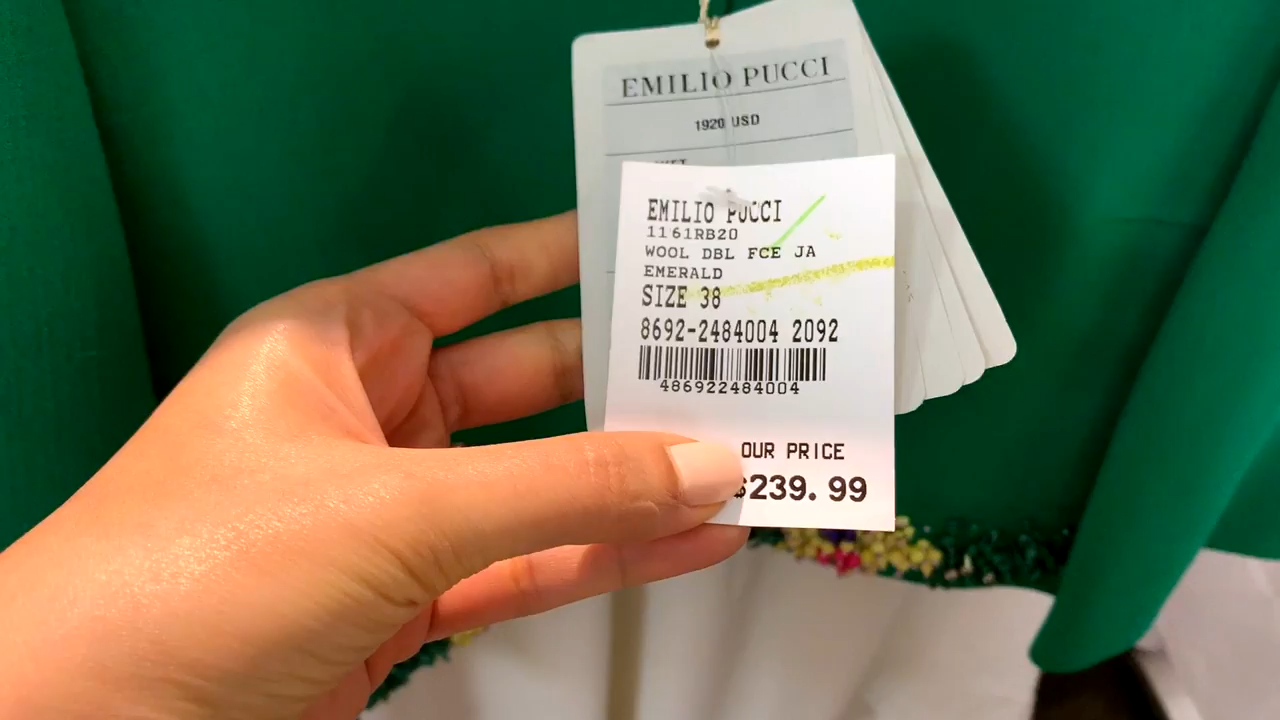 EMILIO PUCCI
1920 USD
EMILIO PUCCI
1161RB20
WOOL DBL FCE JA
EMERALD
SIZE 38
8692-2484004 2092
486922484004
OUR PRICE
$239.99